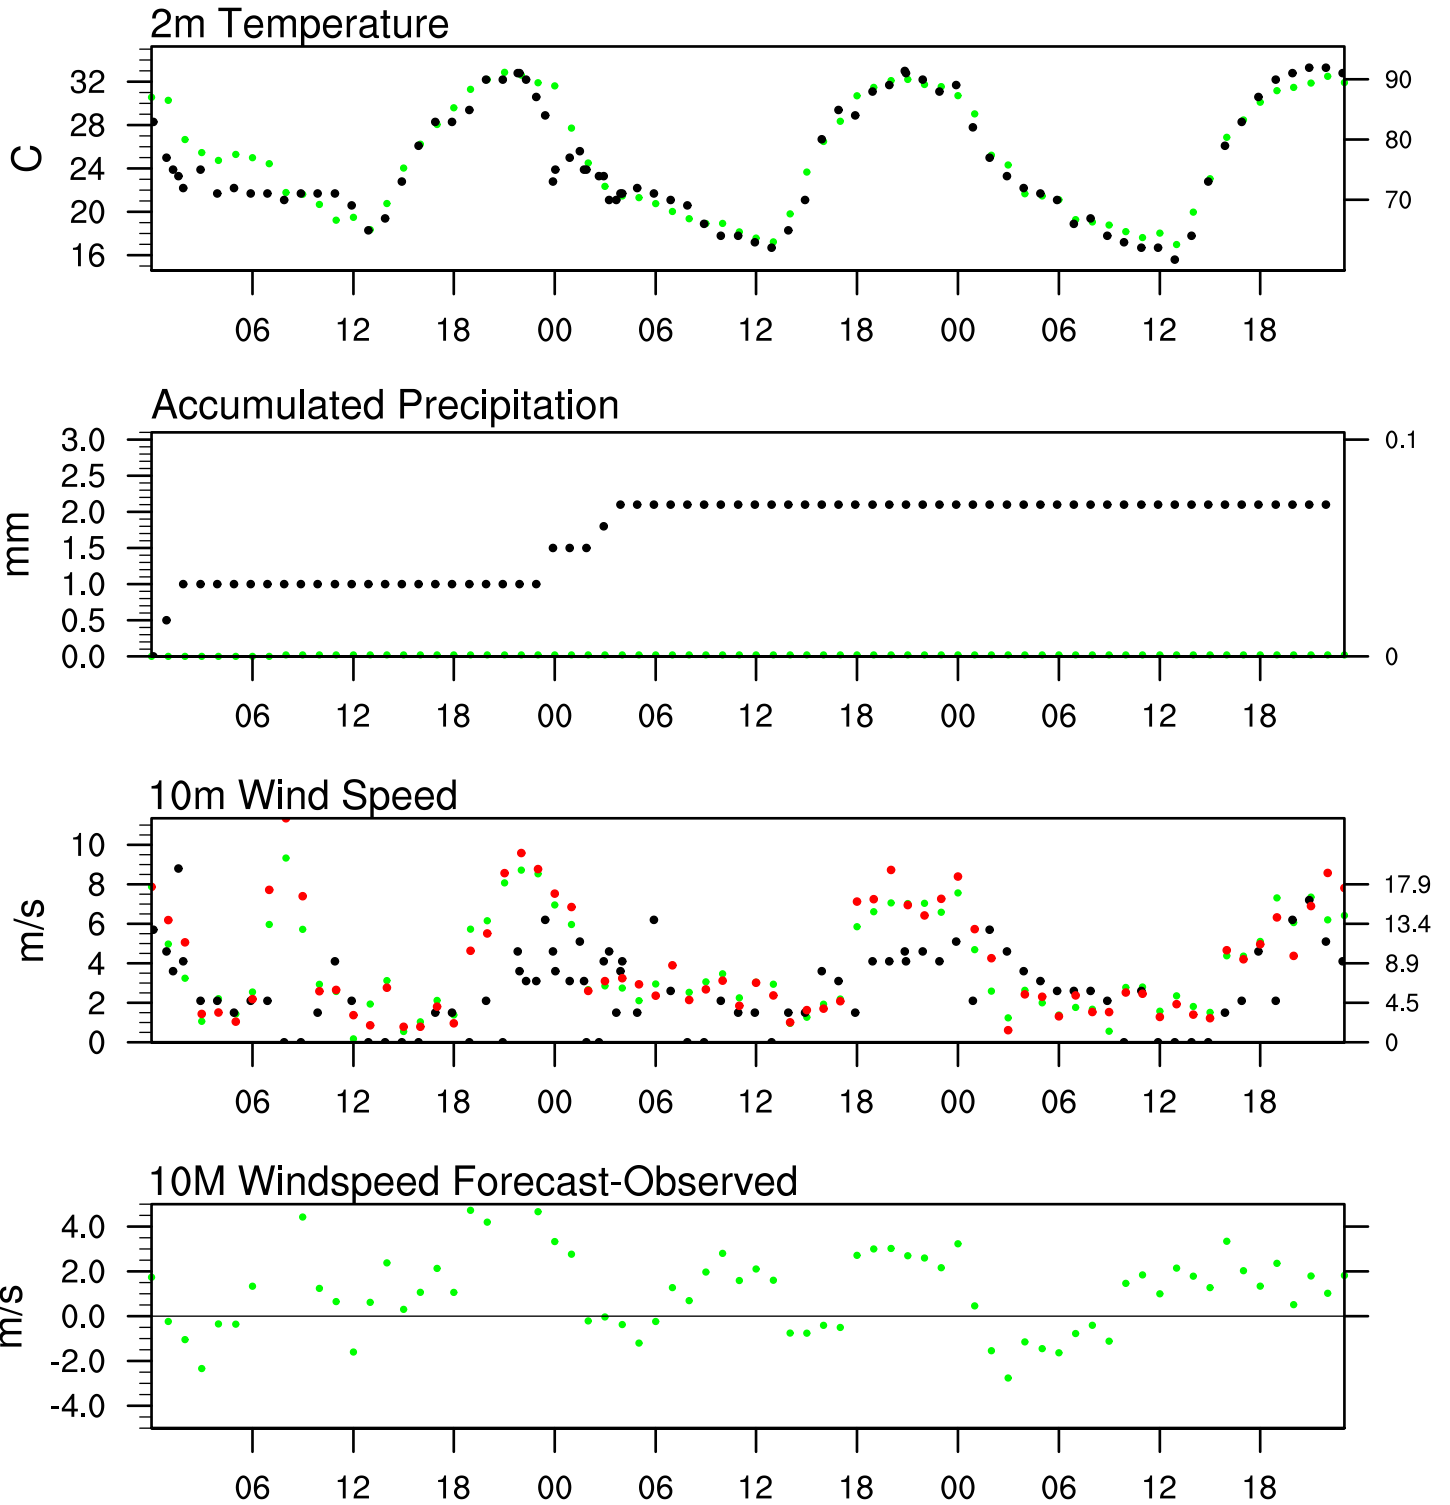 2m Temperature
32 90
28
C 24 80
20 70
16
06 12 18 00 06 12 18 00 06 12 18
Accumulated Precipitation
3.0 0.1
2.5
2.0
mm 1.5
1.0
0.5
0.0 0
06 12 18 00 06 12 18 00 06 12 18
10m Wind Speed
10
8 17.9
m/s 6 13.4
4 8.9
2 4.5
0 0
06 12 18 00 06 12 18 00 06 12 18
10M Windspeed Forecast-Observed
4.0
2.0
m/s 0.0
-2.0
-4.0
06 12 18 00 06 12 18 00 06 12 18